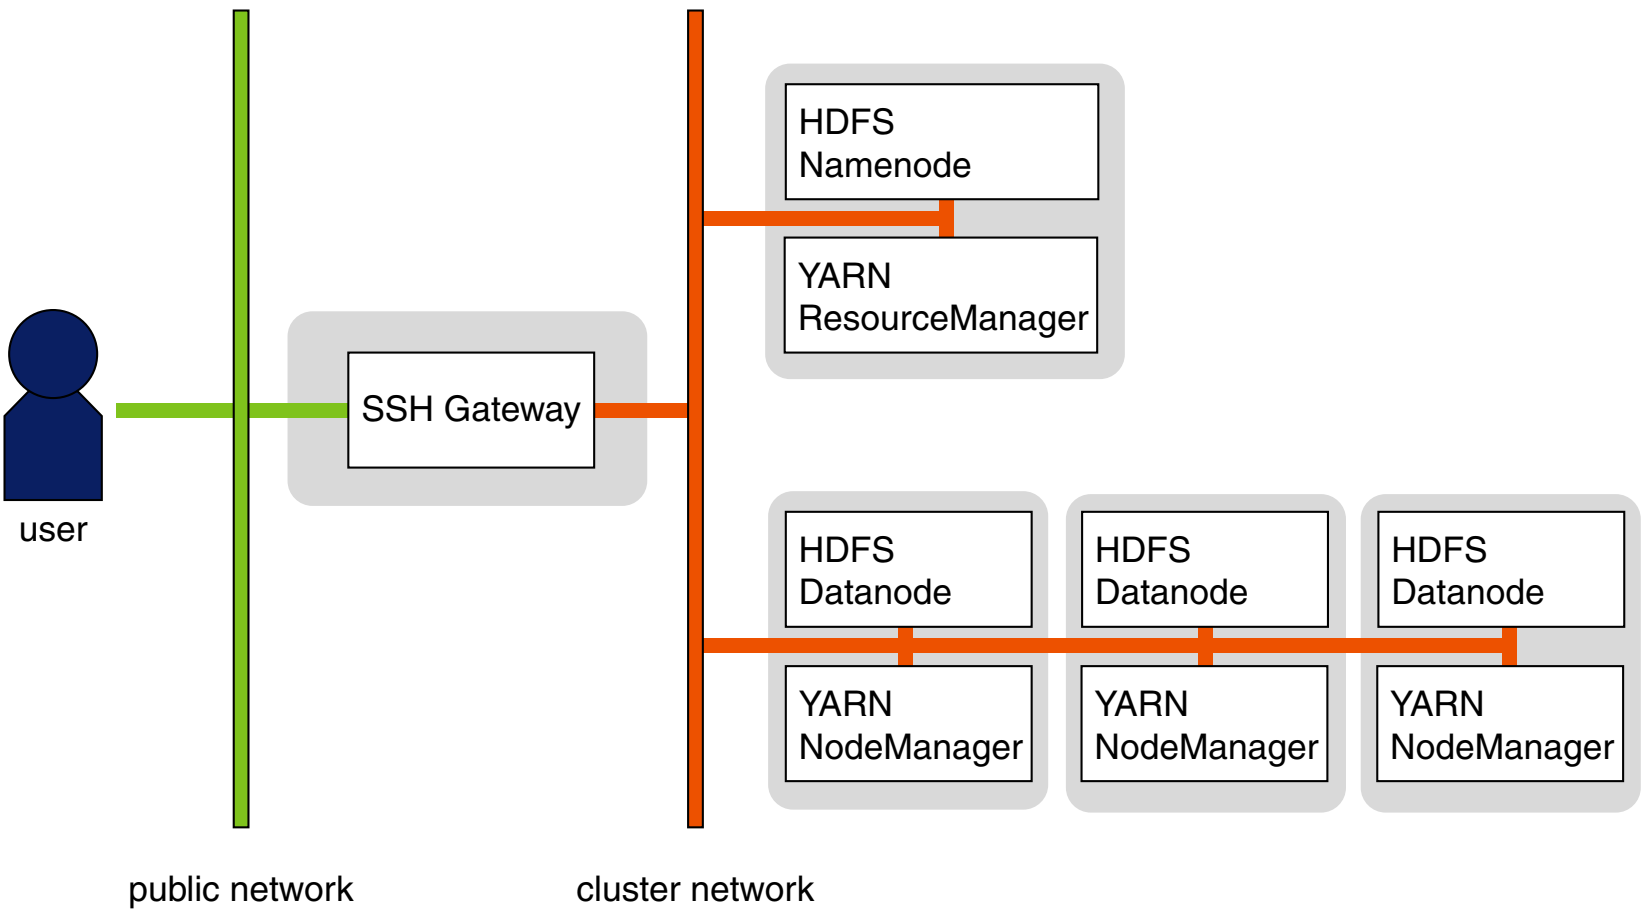 HDFS
Namenode
YARN
ResourceManager
SSH Gateway
user
HDFS
Datanode
YARN
NodeManager
HDFS
Datanode
YARN
NodeManager
HDFS
Datanode
YARN
NodeManager
public network
cluster network